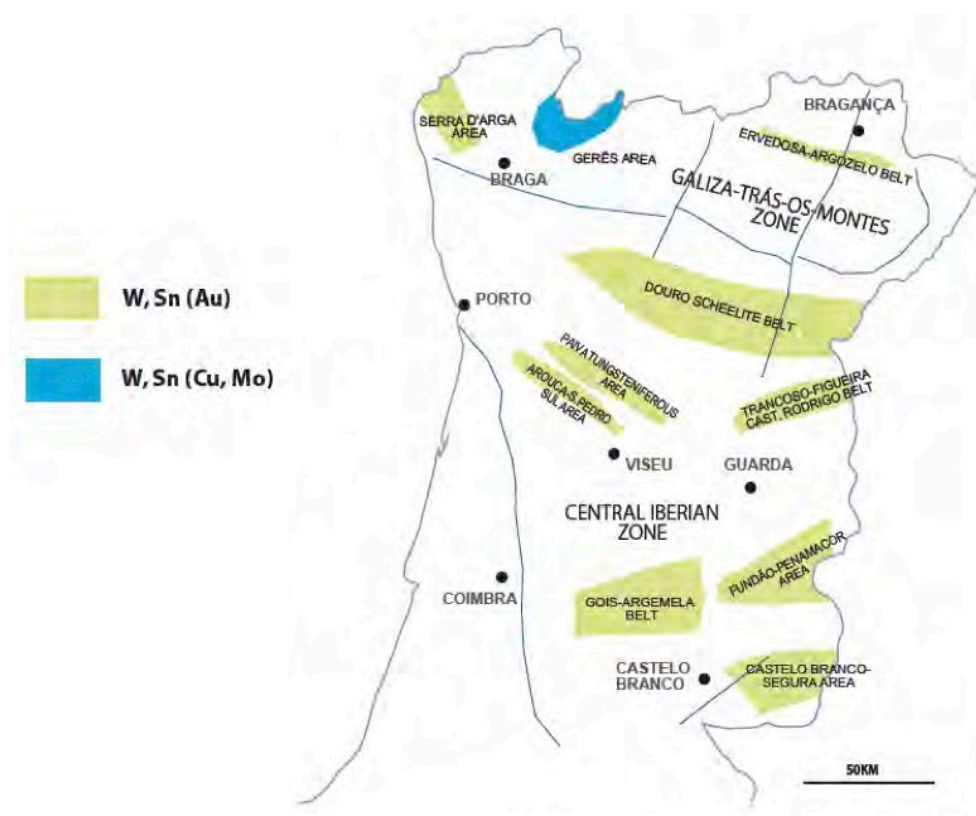 BRAGANÇA
SERRA D'ARGA
AREA
ERVEDOSA-ARGOZELO BELT
GERÊS AREA
BRAGA
GALIZA-TRÁS-OS-MONTES
ZONE
W, Sn (Au)
PORTO
DOURO SCHEELITE BELT
W, Sn (Cu, Mo)
PAIVA TUNGSTENIFEROUS
AREA
AROUCA-S. PEDRO
SUL AREA
TRANCOSO-FIGUEIRA
CAST. RODRIGO BELT
VISEU
GUARDA
CENTRAL IBERIAN
ZONE
FUNDÃO-PENAMACOR
AREA
COIMBRA
GOIS-ARGEMELA
BELT
CASTELO
BRANCO
CASTELO BRANCO-
SEGURA AREA
50KM